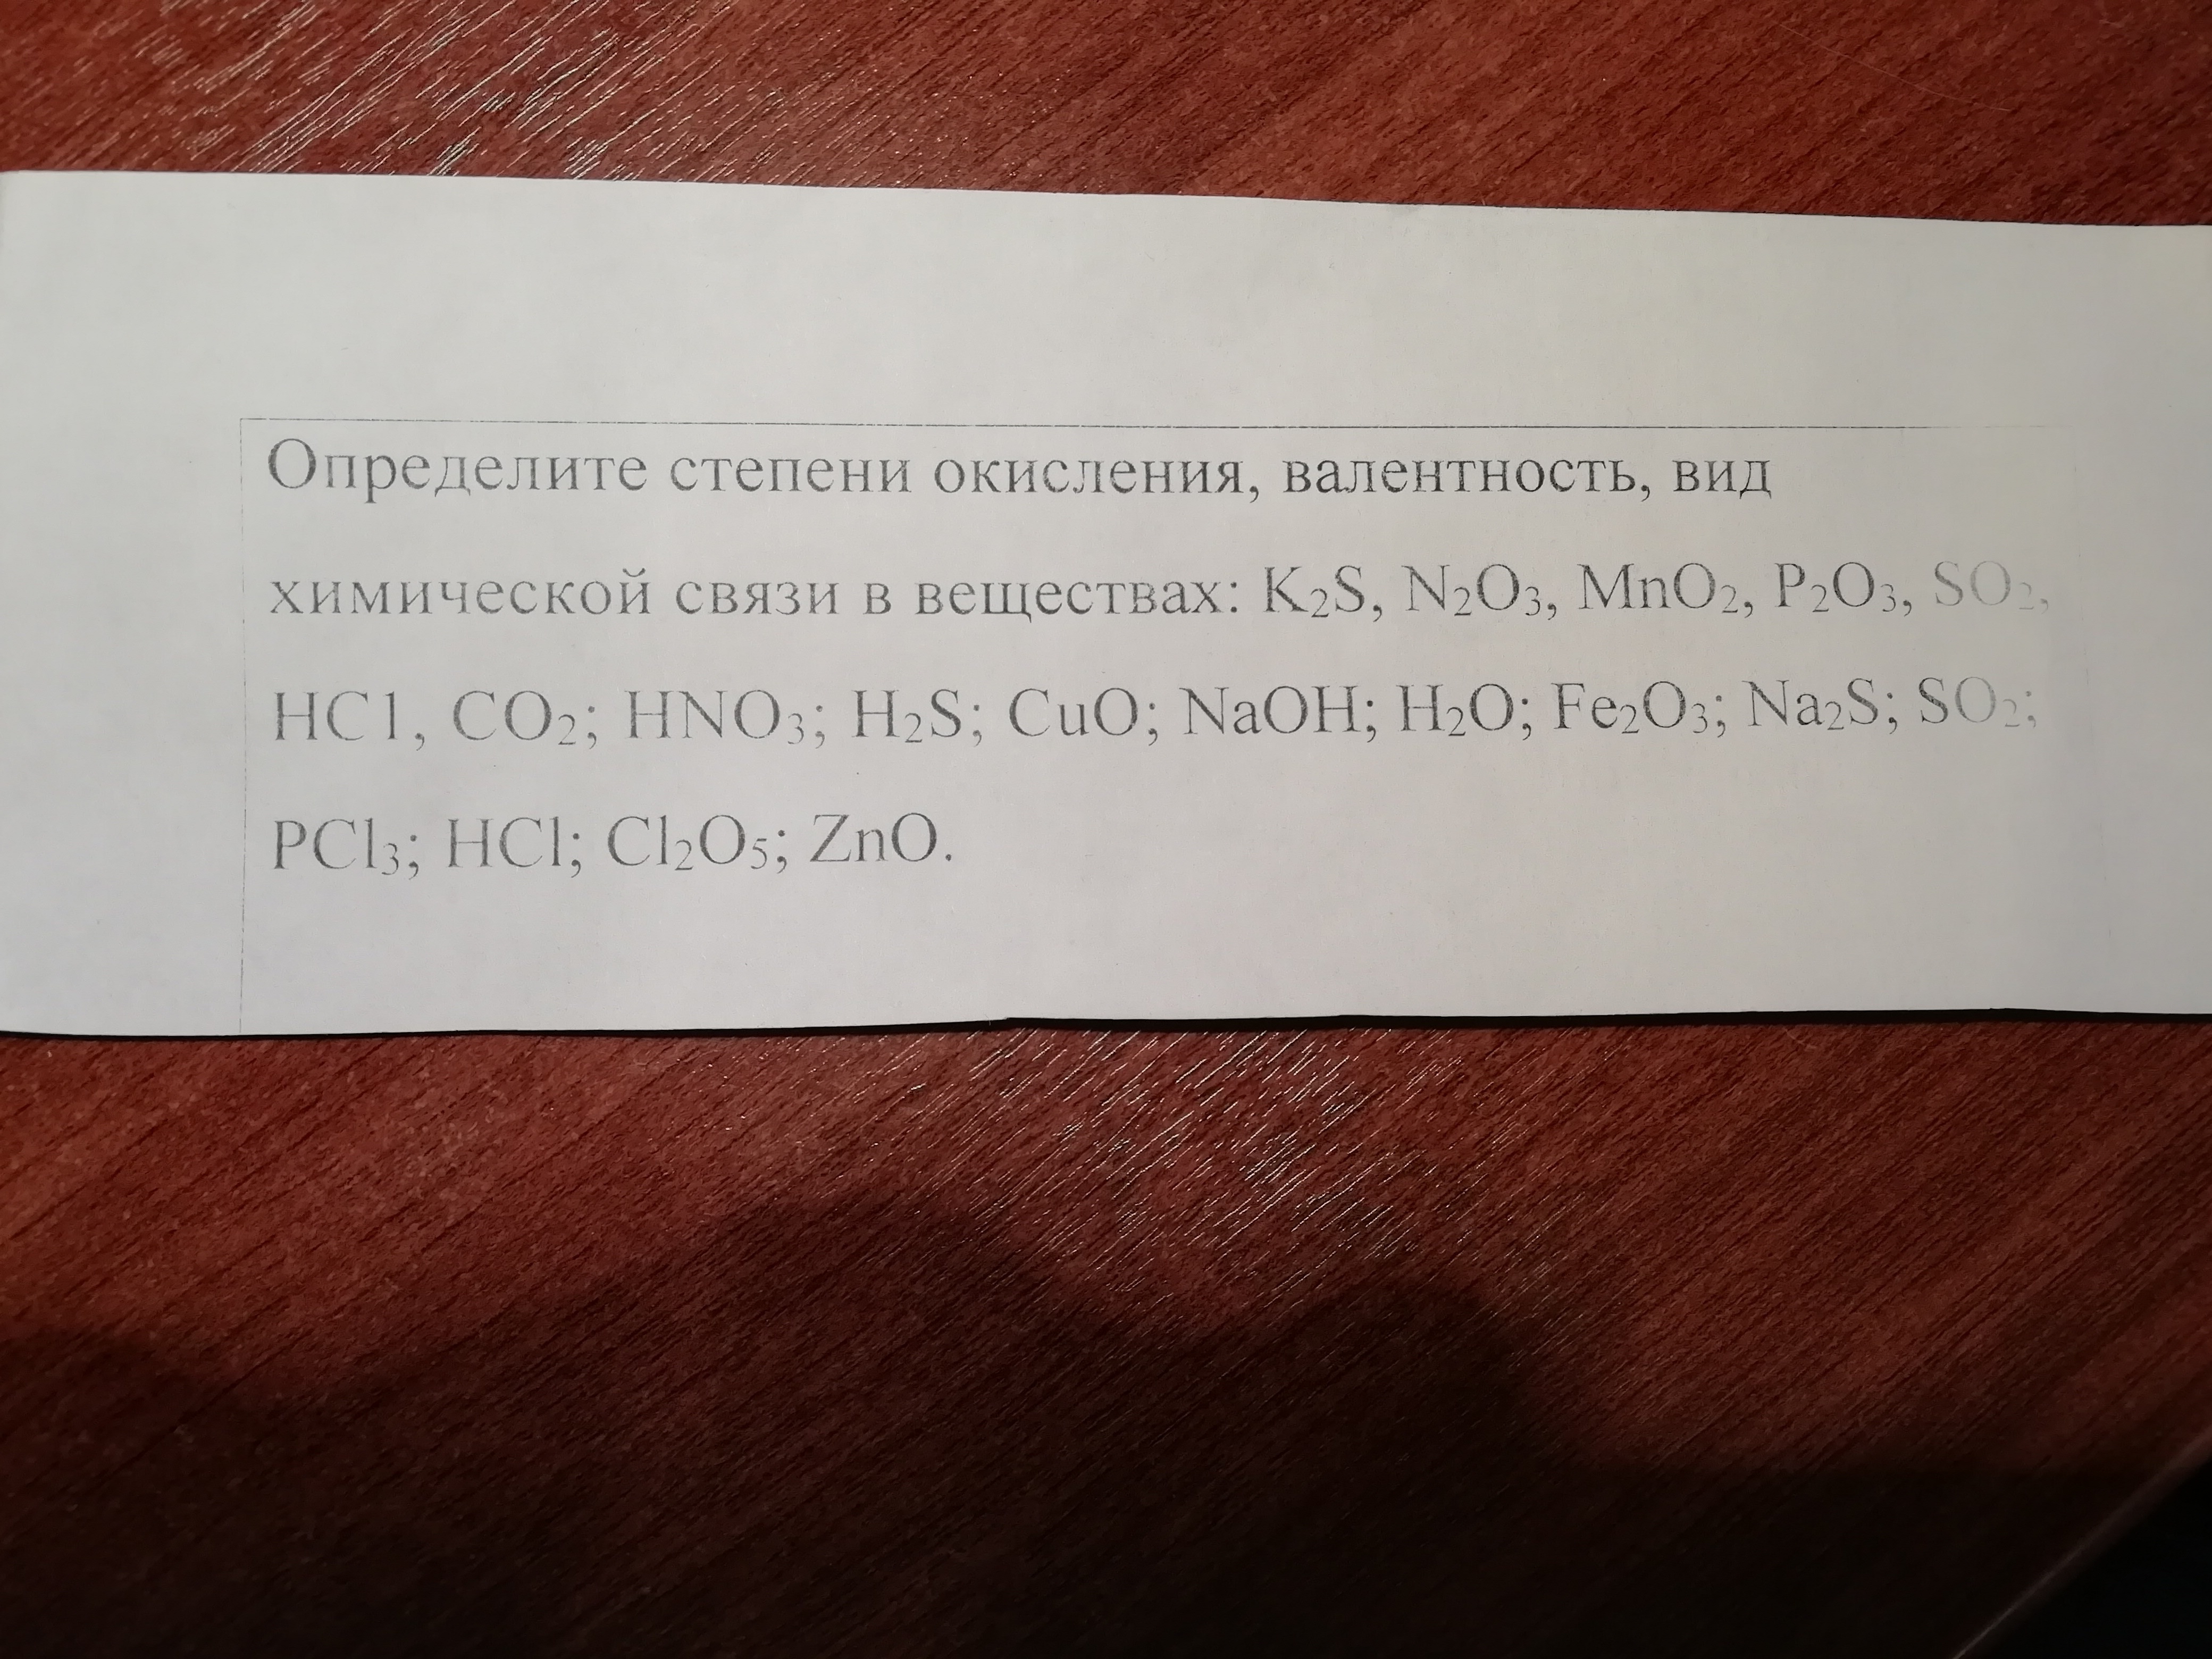 Определите степени окисления, валентность, вид
химической связи в веществах: K₂S, N₂O₃, MnO₂, P₂O₃, SO₂,
HC1, CO₂; HNO₃; H₂S; CuO; NaOH; H₂O; Fe₂O₃; Na₂S; SO₂;
PCl₃; HCl; Cl₂O₅; ZnO.